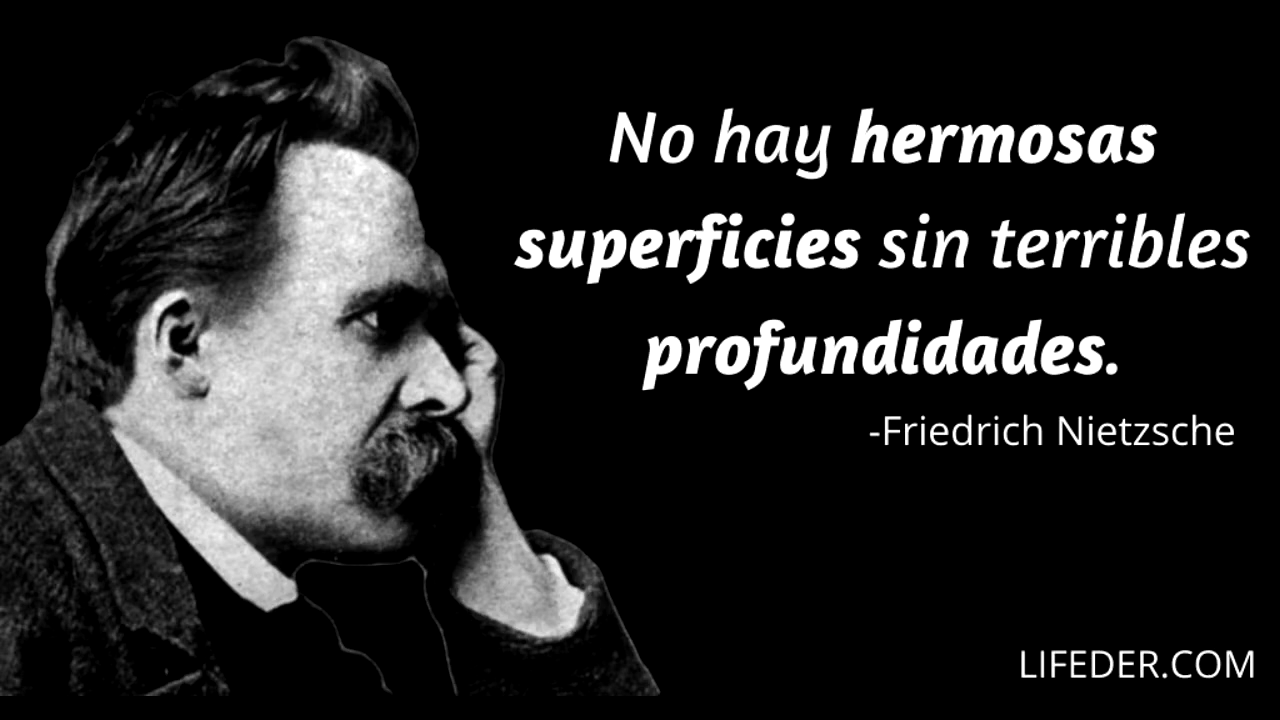 No hay hermosas
superficies sin terribles
profundidades.
-Friedrich Nietzsche
LIFEDER.COM